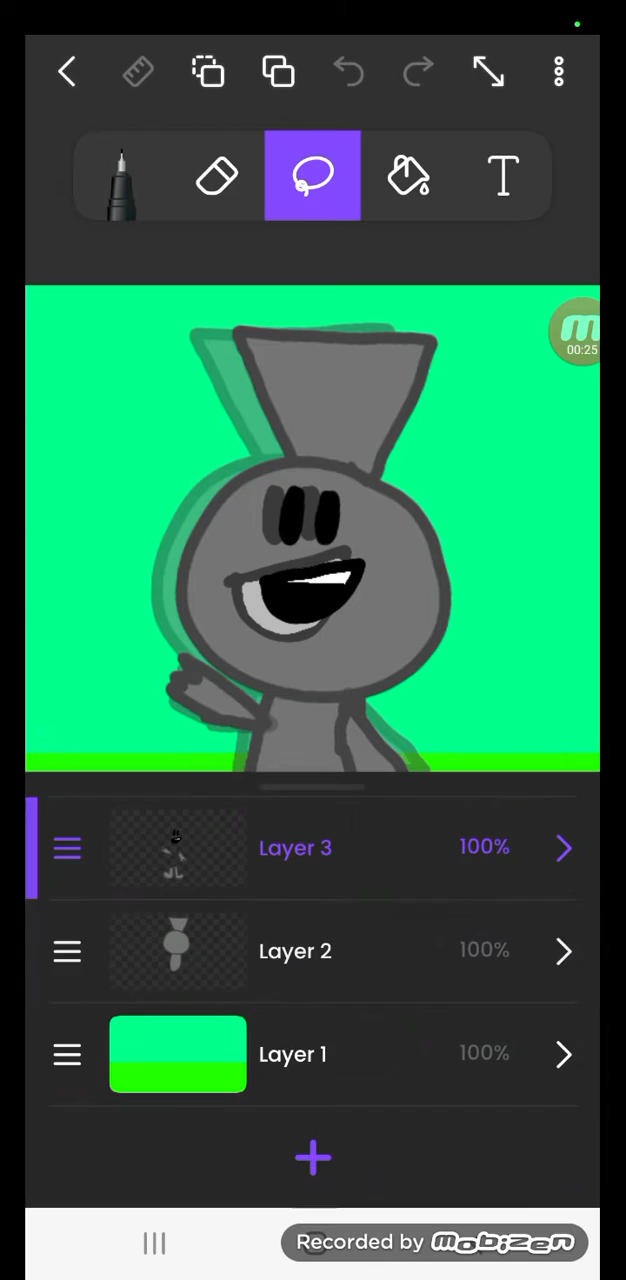 T
m
00:25
Layer 3 100%
Layer 2 100%
Layer 1 100%
Recorded by mobizen